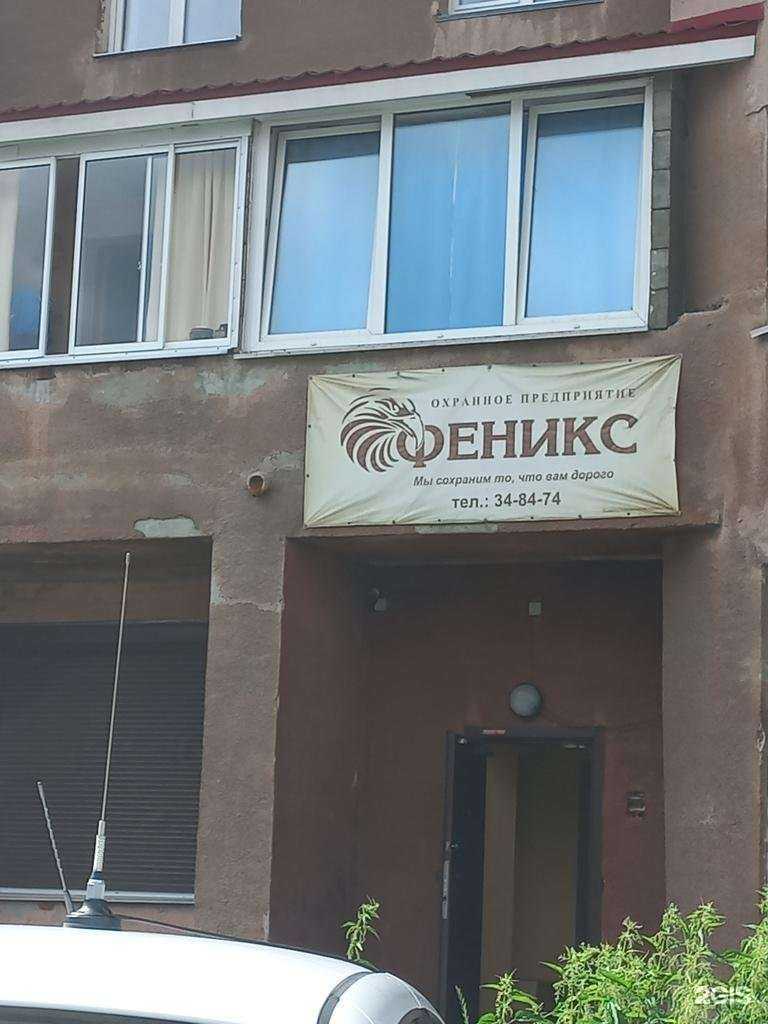 ОХРАННОЕ ПРЕДПРИЯТИЕ
ФЕНИКС
Мы сохраним то, что вам дорого
тел.: 34-84-74
2GIS